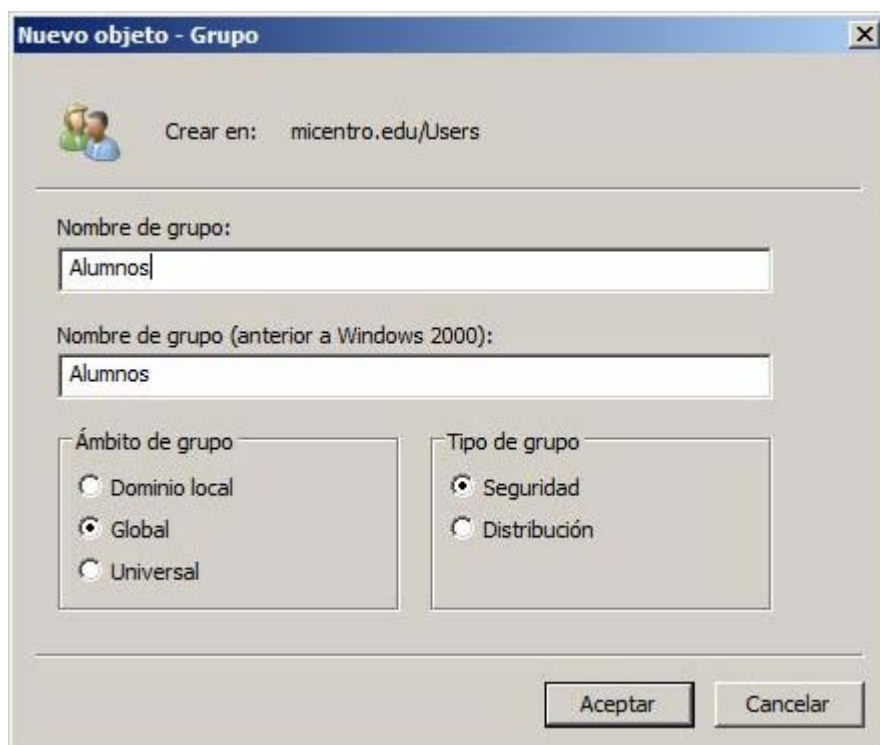 Nuevo objeto - Grupo
Crear en: micentro.edu/Users
Nombre de grupo:
Alumnos
Nombre de grupo (anterior a Windows 2000):
Alumnos
Ámbito de grupo
Dominio local
Global
Universal
Tipo de grupo
Seguridad
Distribución
Aceptar
Cancelar